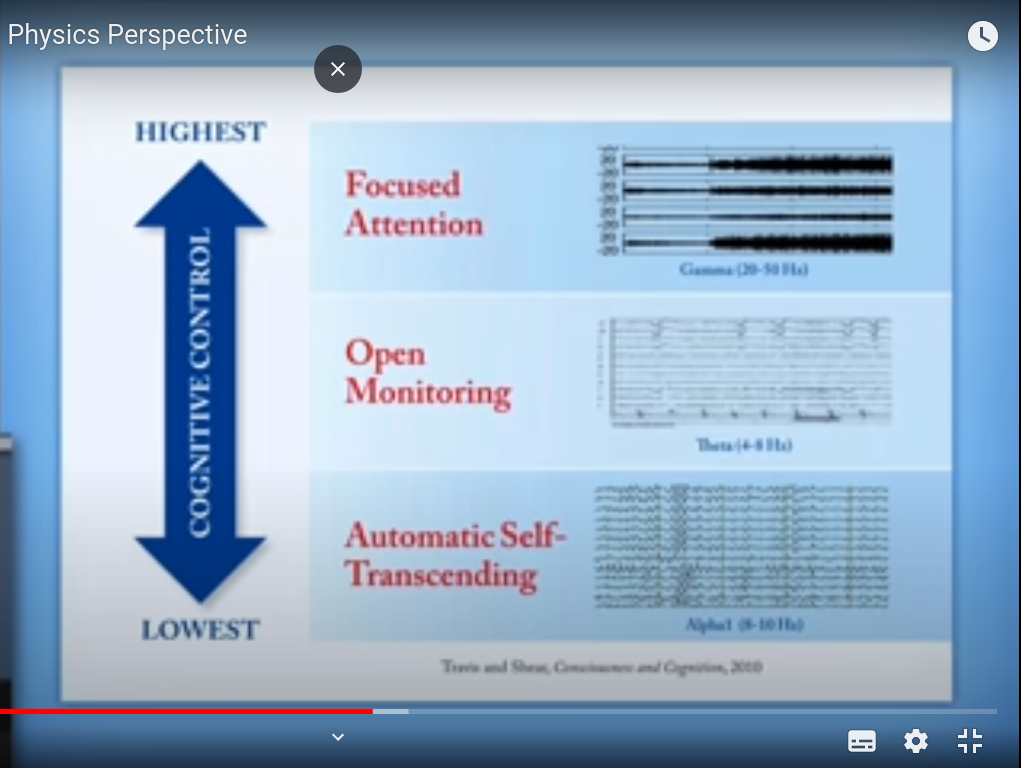 Physics Perspective
HIGHEST
COGNITIVE CONTROL
LOWEST
Focused
Attention
Gamma (20-50 Hz)
Open
Monitoring
Theta (4-8 Hz)
Automatic Self-
Transcending
Alpha1 (8-10 Hz)
Travis and Shear, Consciousness and Cognition, 2010